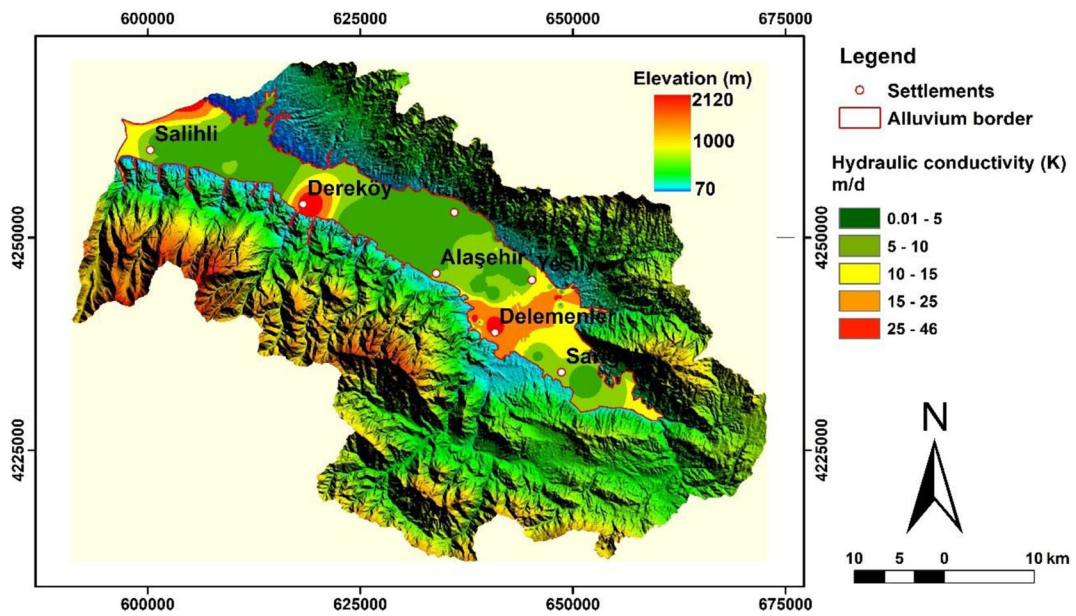 600000 625000 650000 675000
Legend
Settlements
Alluvium border
Elevation (m)
2120
1000
70
Hydraulic conductivity (K)
m/d
0.01 - 5
5 - 10
10 - 15
15 - 25
25 - 46
Salihli
Dereköy
Alaşehir
Delemenler
4250000
4225000
4250000
4225000
N
10 5 0 10 km
600000 625000 650000 675000